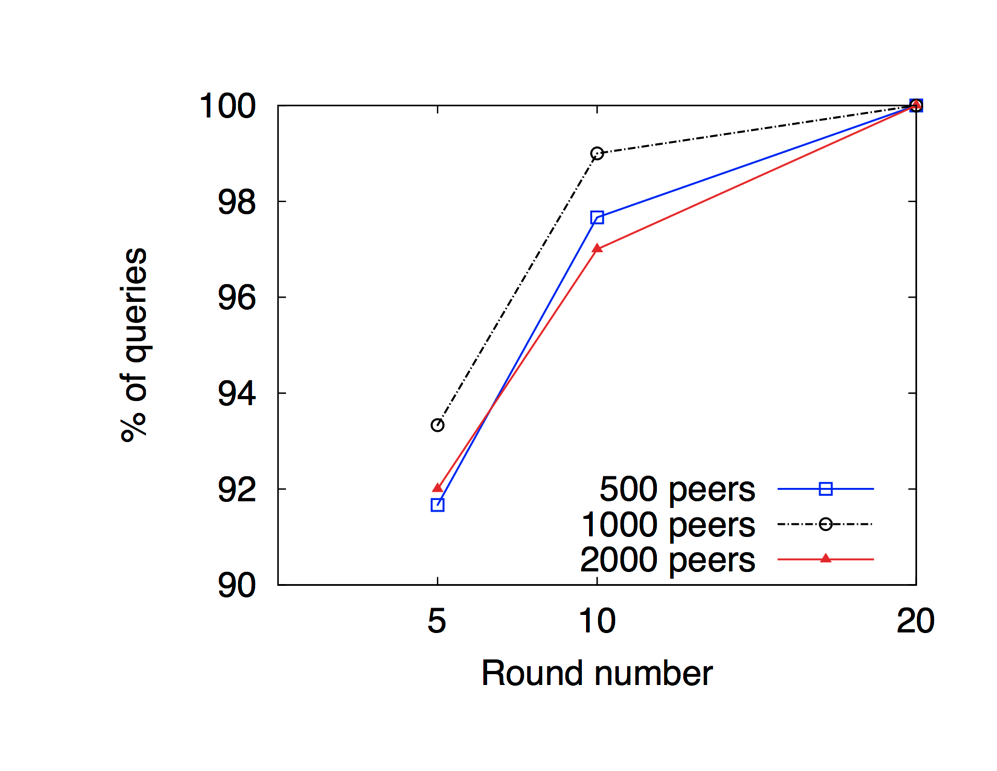 100
98
96
94
92
90
% of queries
500 peers
1000 peers
2000 peers
5 10 20
Round number